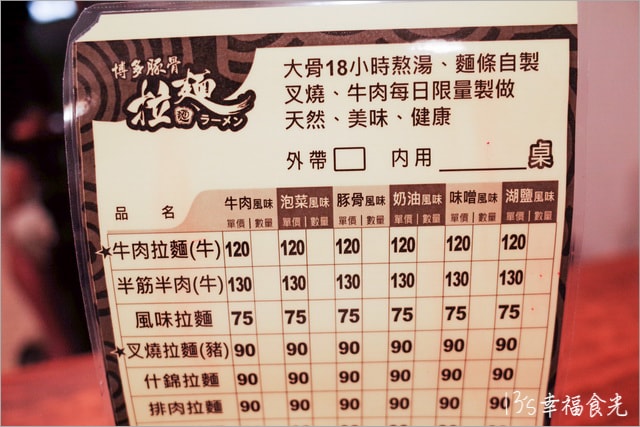 博多豚骨
拉麵
麵 ラーメン
大骨18小時熬湯、麵條自製
叉燒、牛肉每日限量製做
天然、美味、健康
外帶 內用 桌
品名 牛肉風味 泡菜風味 豚骨風味 奶油風味 味噌風味 湖鹽風味
單價 數量 單價 數量 單價 數量 單價 數量 單價 數量 單價 數量
★牛肉拉麵(牛) 120 120 120 120 120 120
半筋半肉(牛) 130 130 130 130 130 130
風味拉麵 75 75 75 75 75 75
★叉燒拉麵(豬) 90 90 90 90 90 90
什錦拉麵 90 90 90 90 90 90
排肉拉麵 90 90 90 90 90 90
13's幸福食光